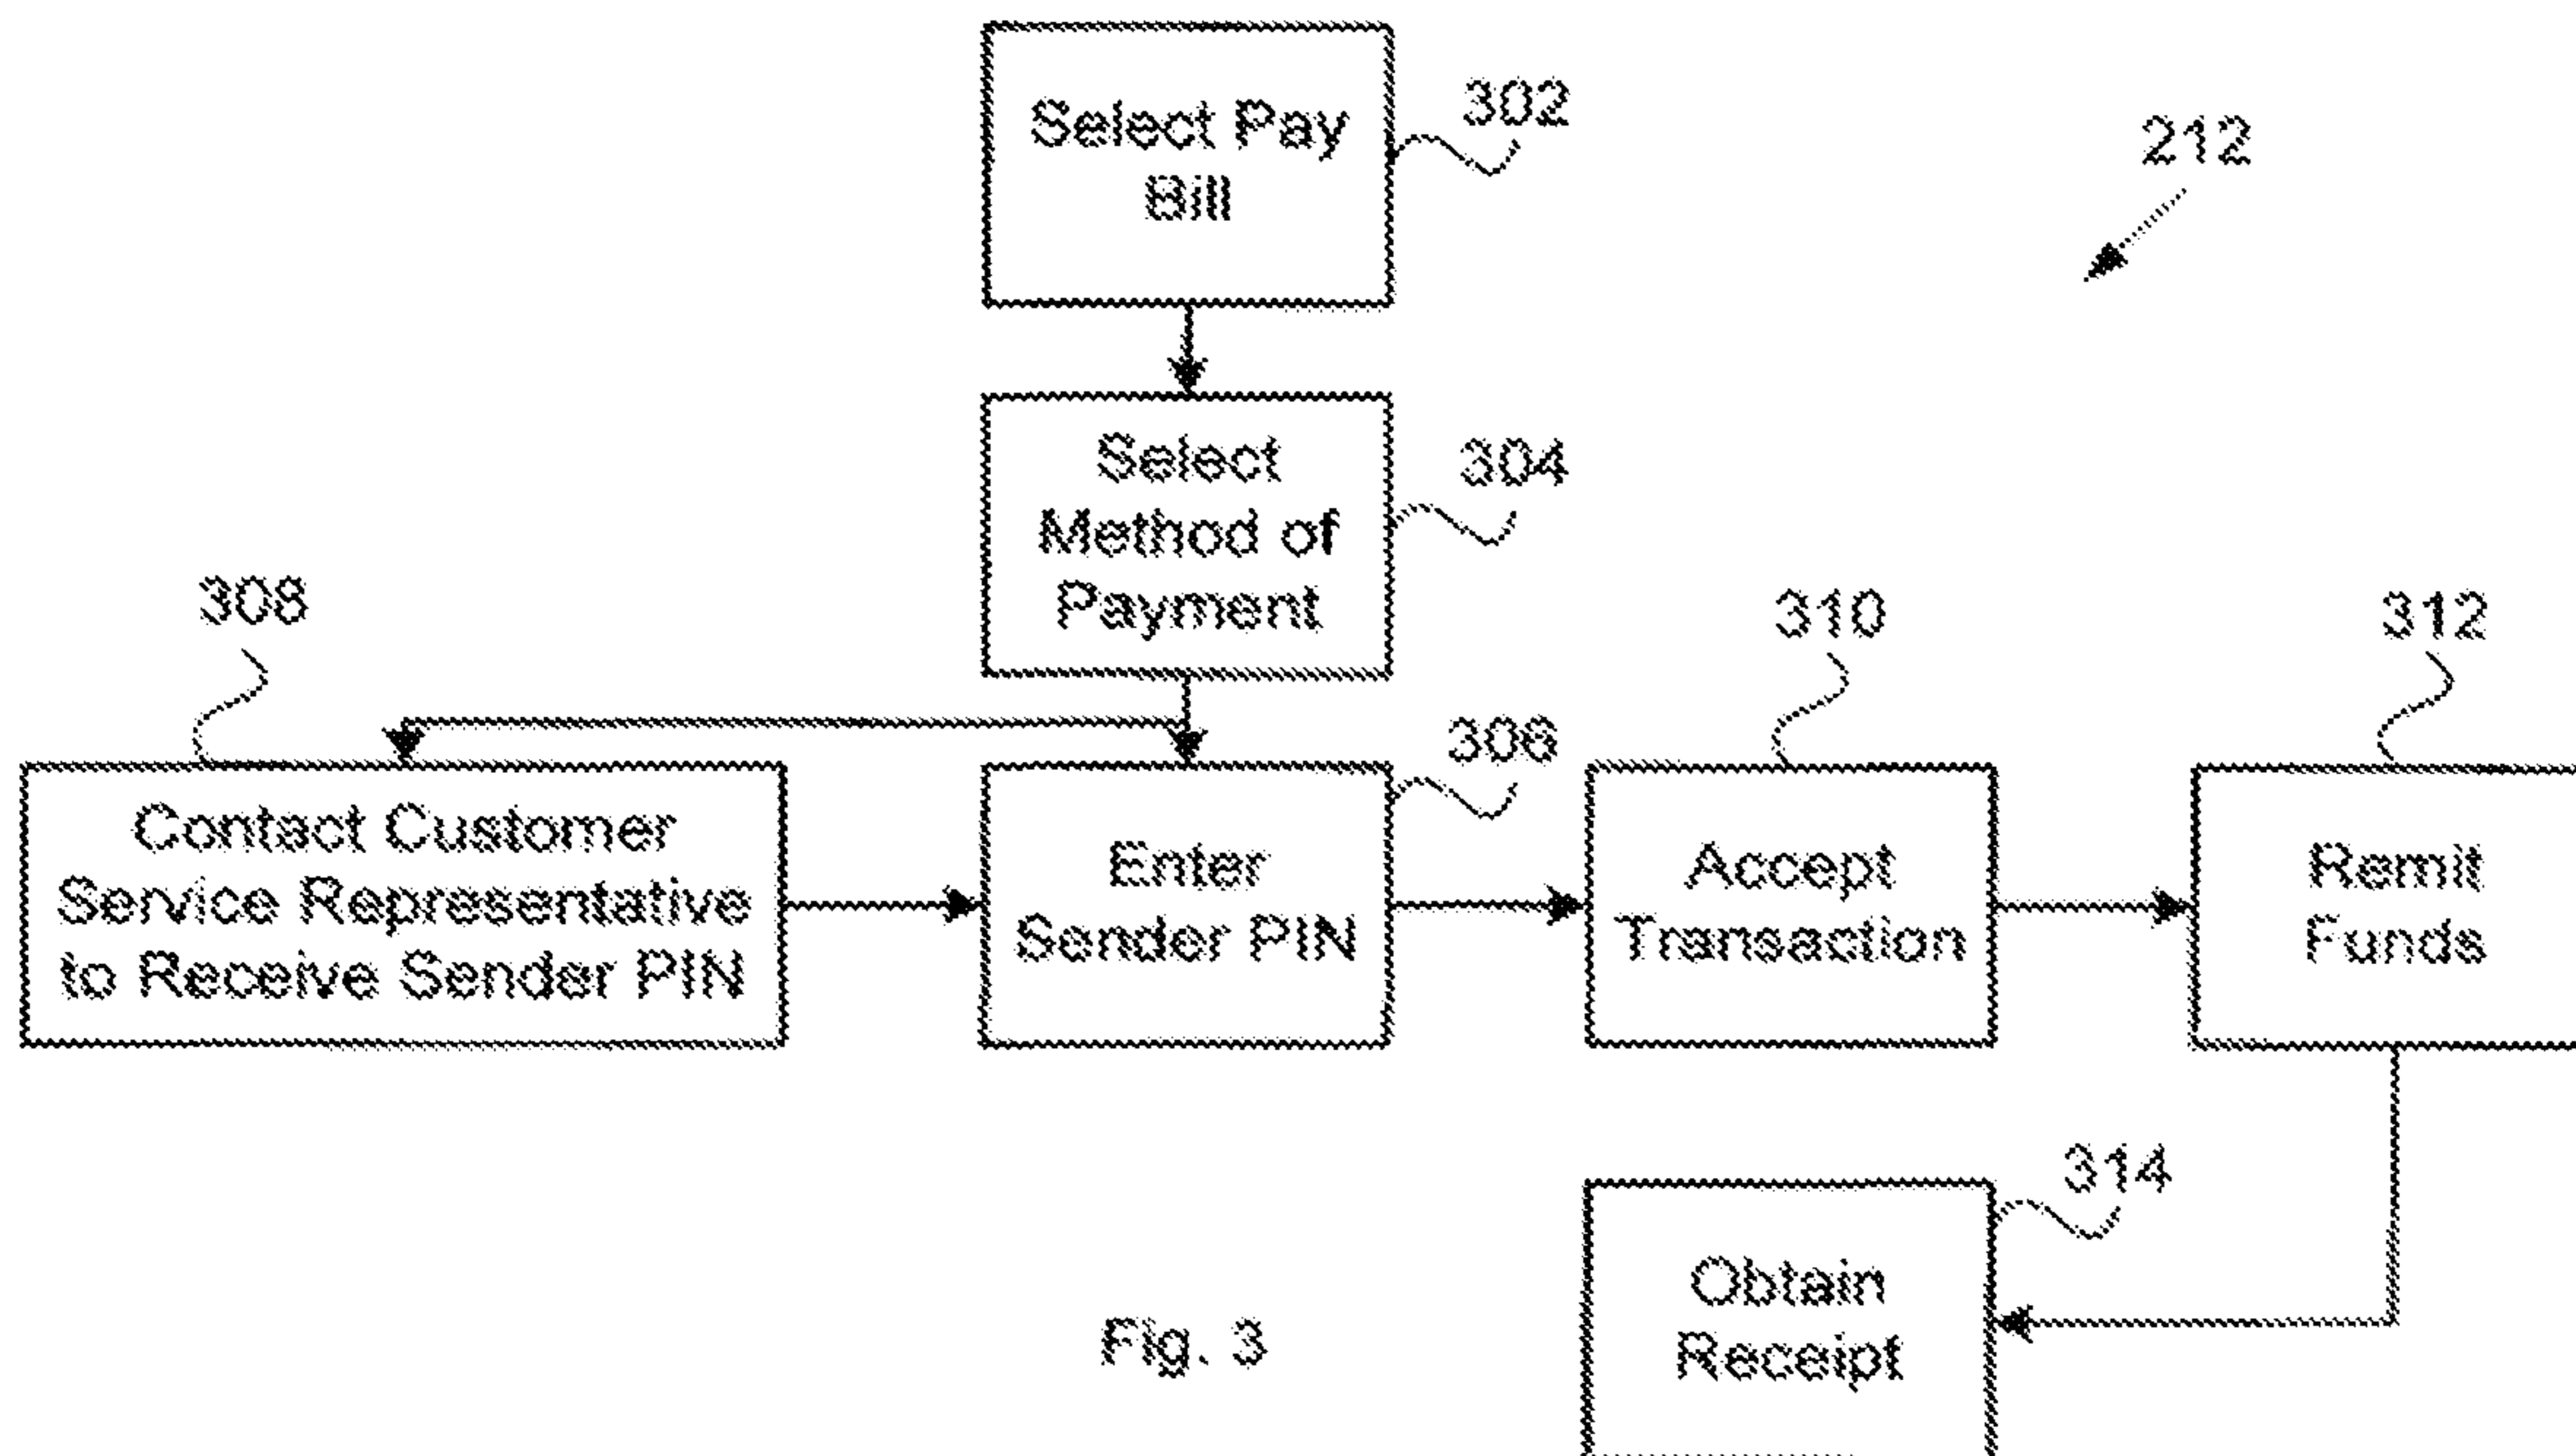 Select Pay
Bill
302
212
Select
Method of
Payment
304
308
310
312
306
Contact Customer
Service Representative
to Receive Sender PIN
Enter
Sender PIN
Accept
Transaction
Remit
Funds
314
Obtain
Receipt
Fig. 3